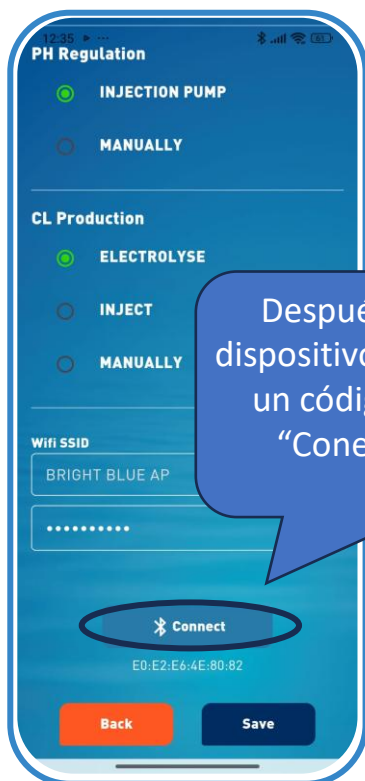 12:35
PH Regulation
INJECTION PUMP
MANUALLY
CL Production
ELECTROLYSE
INJECT
MANUALLY
Despué
dispositivo
un códi
“Cone
Wifi SSID
BRIGHT BLUE AP
••••••••••
Connect
E0:E2:E6:4E:80:82
Back
Save